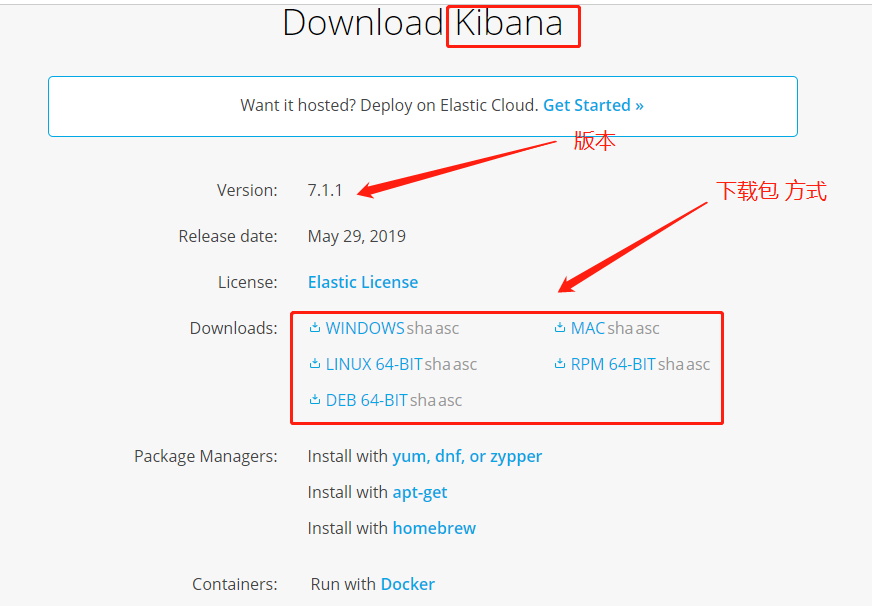 Download Kibana
Want it hosted? Deploy on Elastic Cloud. Get Started »
版本
Version: 7.1.1
下载包 方式
Release date: May 29, 2019
License: Elastic License
Downloads: WINDOWS sha asc MAC sha asc
LINUX 64-BIT sha asc RPM 64-BIT sha asc
DEB 64-BIT sha asc
Package Managers: Install with yum, dnf, or zypper
Install with apt-get
Install with homebrew
Containers: Run with Docker